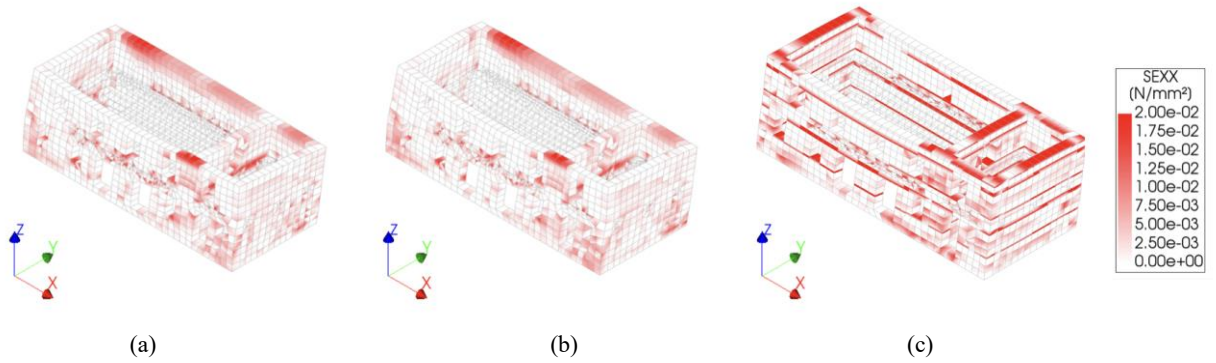 SEXX
(N/mm²)
2.00e-02
1.75e-02
1.50e-02
1.25e-02
1.00e-02
7.50e-03
5.00e-03
2.50e-03
0.00e+00
Z
Y
X
Z
Y
X
Z
Y
X
(a)
(b)
(c)